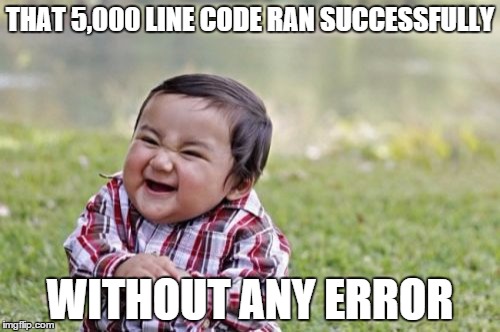 THAT 5,000 LINE CODE RAN SUCCESSFULLY
WITHOUT ANY ERROR
imgflip.com